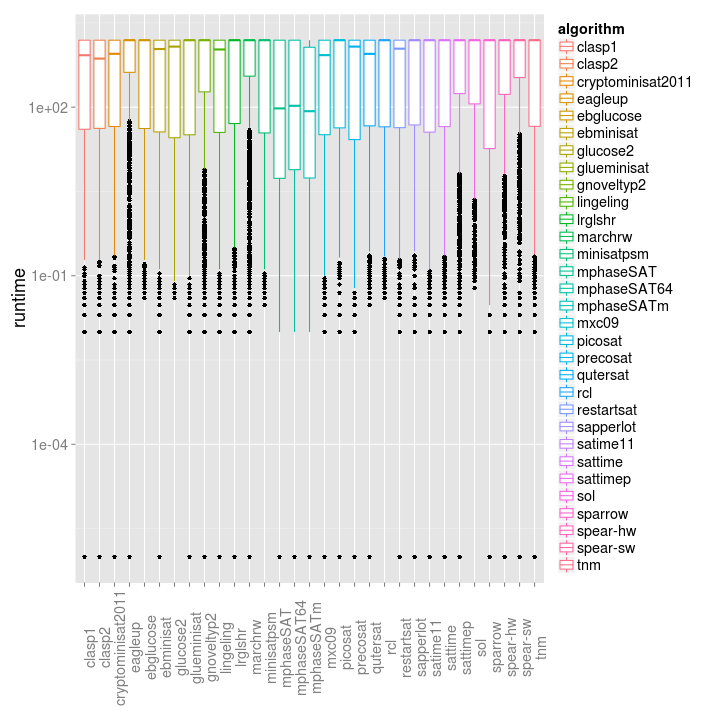 runtime
1e+02
1e-01
1e-04
clasp1
clasp2
cryptominisat2011
eagleup
ebglucose
ebminisat
glucose2
glueminisat
gnoveltyp2
lingeling
lrglshr
marchrw
minisatpsm
mphaseSAT
mphaseSAT64
mphaseSATm
mxc09
picosat
precosat
qutersat
rcl
restartsat
sapperlot
satime11
sattime
sattimep
sol
sparrow
spear-hw
spear-sw
tnm
algorithm
clasp1
clasp2
cryptominisat2011
eagleup
ebglucose
ebminisat
glucose2
glueminisat
gnoveltyp2
lingeling
lrglshr
marchrw
minisatpsm
mphaseSAT
mphaseSAT64
mphaseSATm
mxc09
picosat
precosat
qutersat
rcl
restartsat
sapperlot
satime11
sattime
sattimep
sol
sparrow
spear-hw
spear-sw
tnm